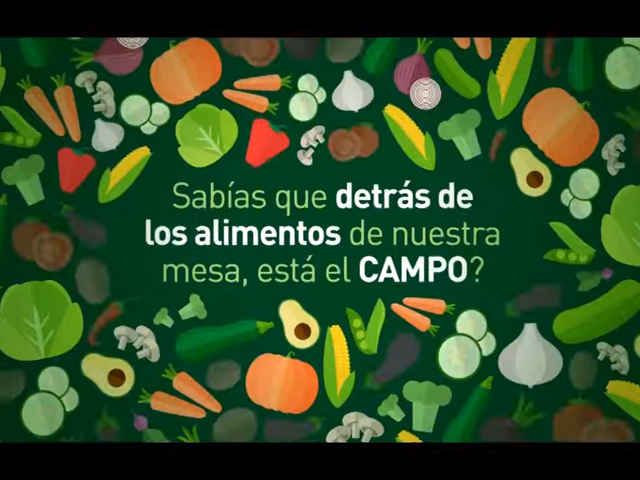 Sabías que detrás de
los alimentos de nuestra
mesa, está el CAMPO?